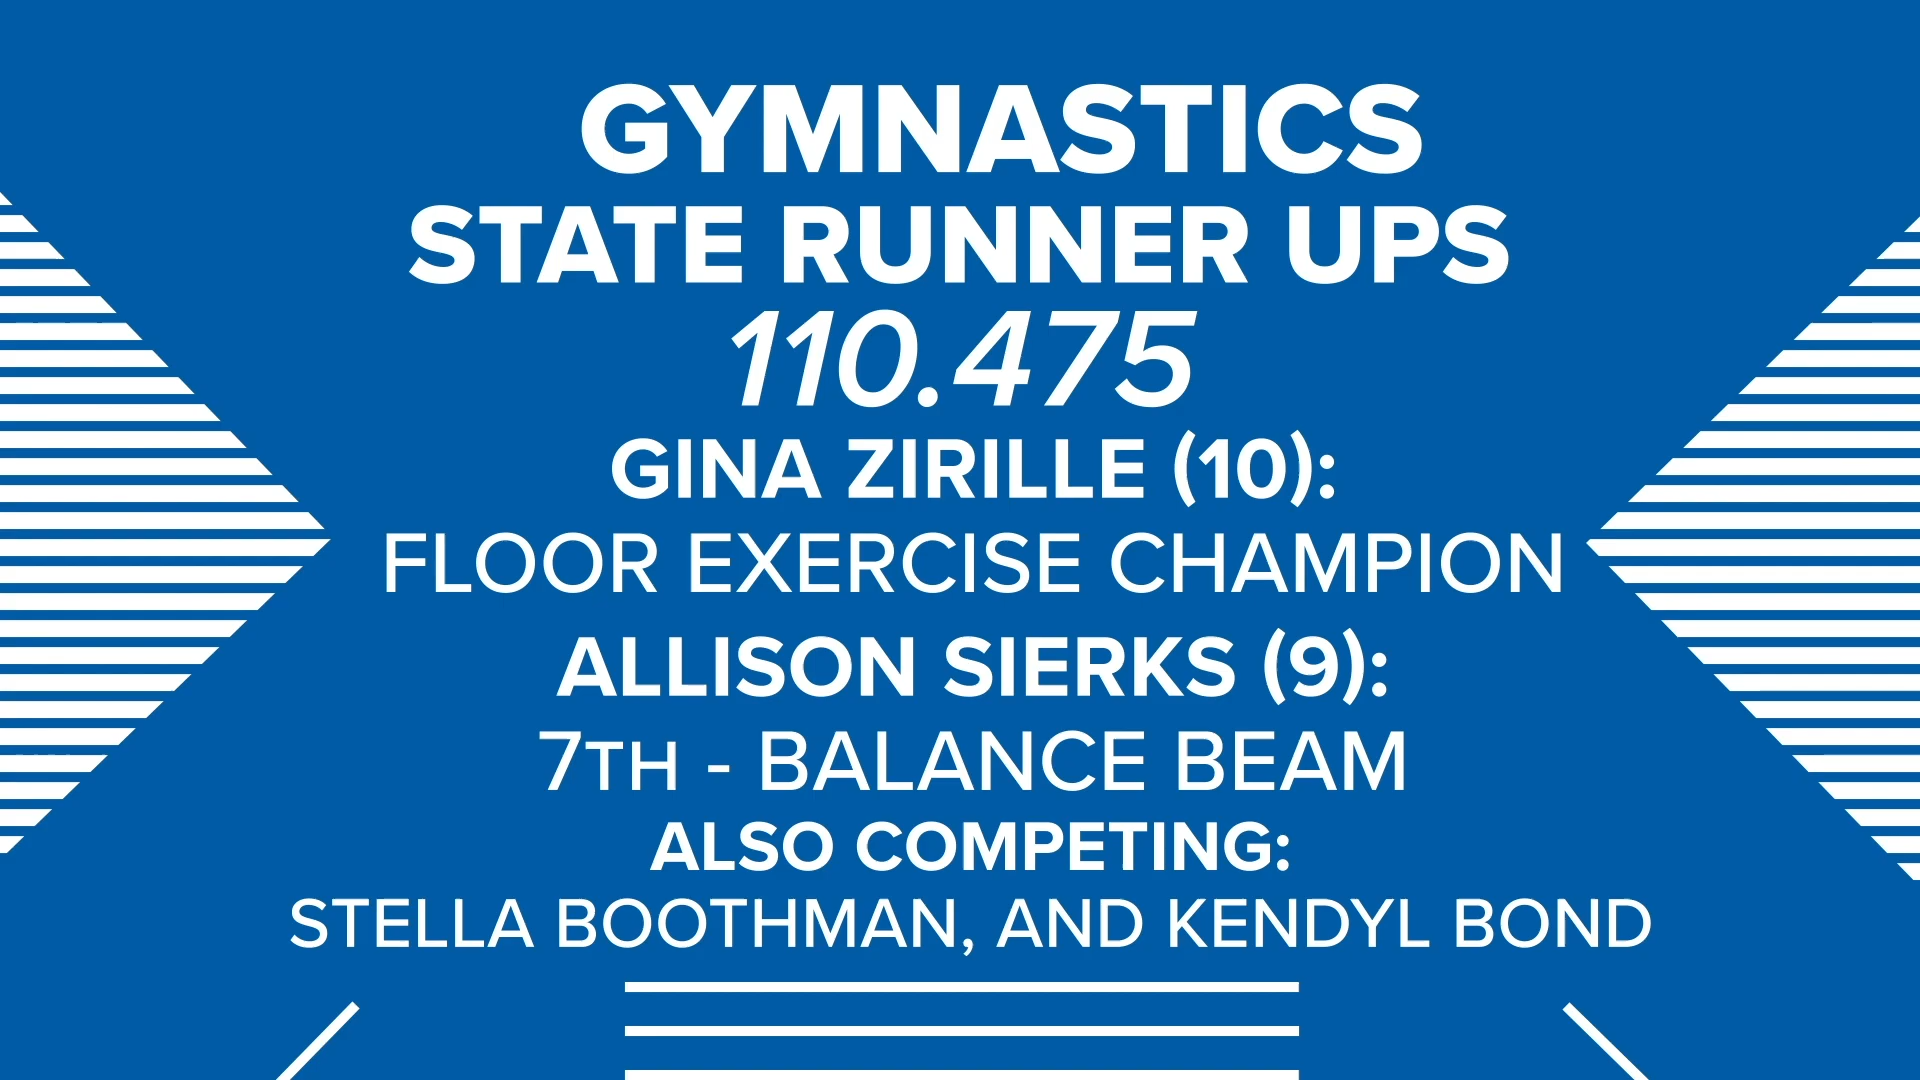 GYMNASTICS
STATE RUNNER UPS
110.475
GINA ZIRILLE (10):
FLOOR EXERCISE CHAMPION
ALLISON SIERKS (9):
7TH - BALANCE BEAM
ALSO COMPETING:
STELLA BOOTHMAN, AND KENDYL BOND